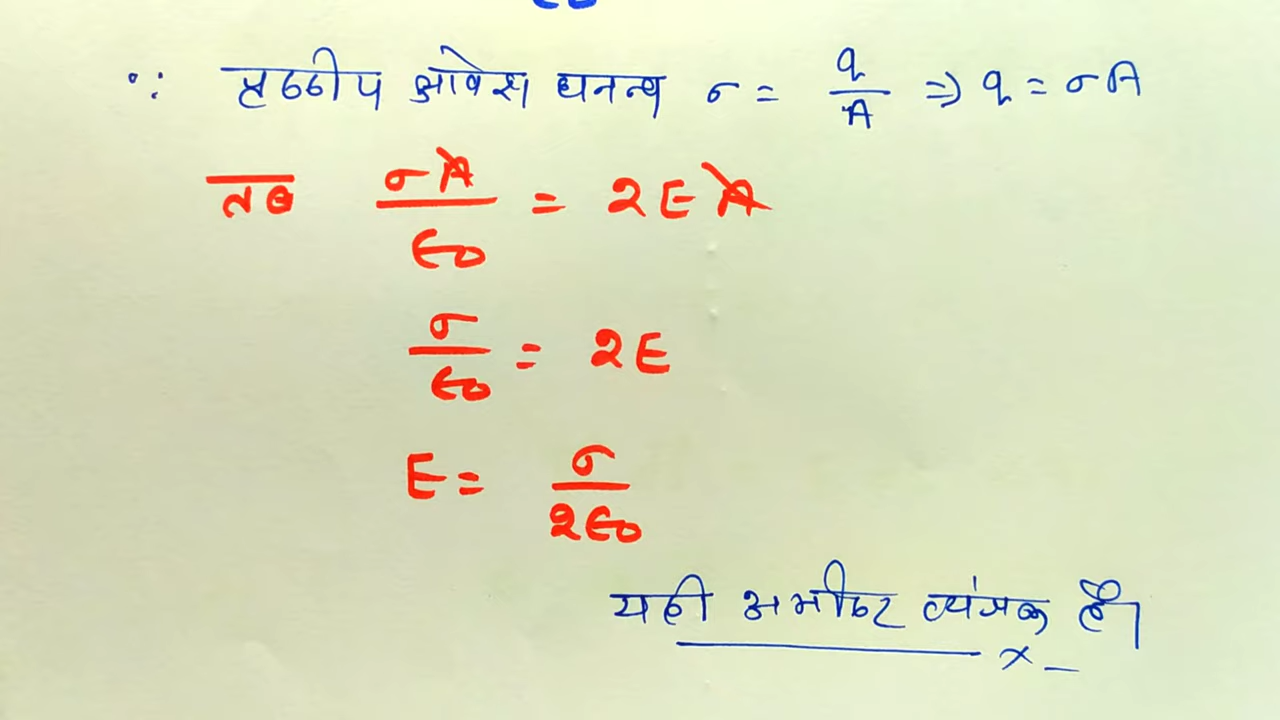 ∵ पृष्ठीय आवेश घनत्व σ = q/A ⇒ q = σA
तब σA/ϵ0 = 2EA
σ/ϵ0 = 2E
E = σ/2ϵ0
यही अभीष्ट व्यंजक है।